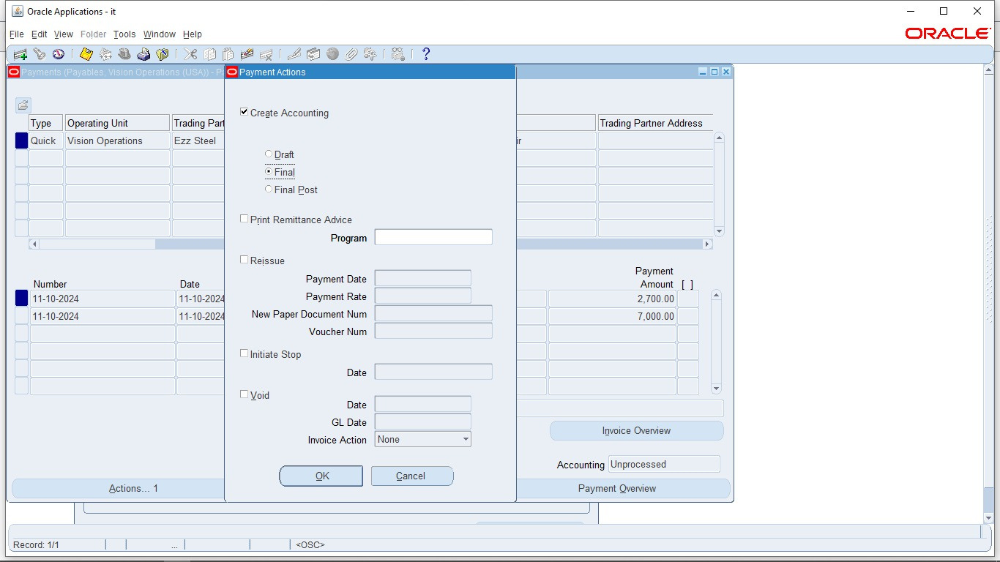 Oracle Applications - it
File Edit View Folder Tools Window Help
ORACLE
Payments (Payables, Vision Operations (USA)) - Pa
Payment Actions
Type Operating Unit Trading Part
Trading Partner Address
Quick Vision Operations Ezz Steel
ir
Create Accounting
Draft
Final
Final Post
Print Remittance Advice
Program
Reissue
Payment Date
Payment Rate
New Paper Document Num
Voucher Num
Initiate Stop
Date
Void
Date
GL Date
Invoice Action None
OK Cancel
Number Date
Payment
Amount [ ]
11-10-2024 11-10-2024 2,700.00
11-10-2024 11-10-2024 7,000.00
Invoice Overview
Accounting Unprocessed
Actions... 1
Payment Overview
Record: 1/1 ... <OSC>